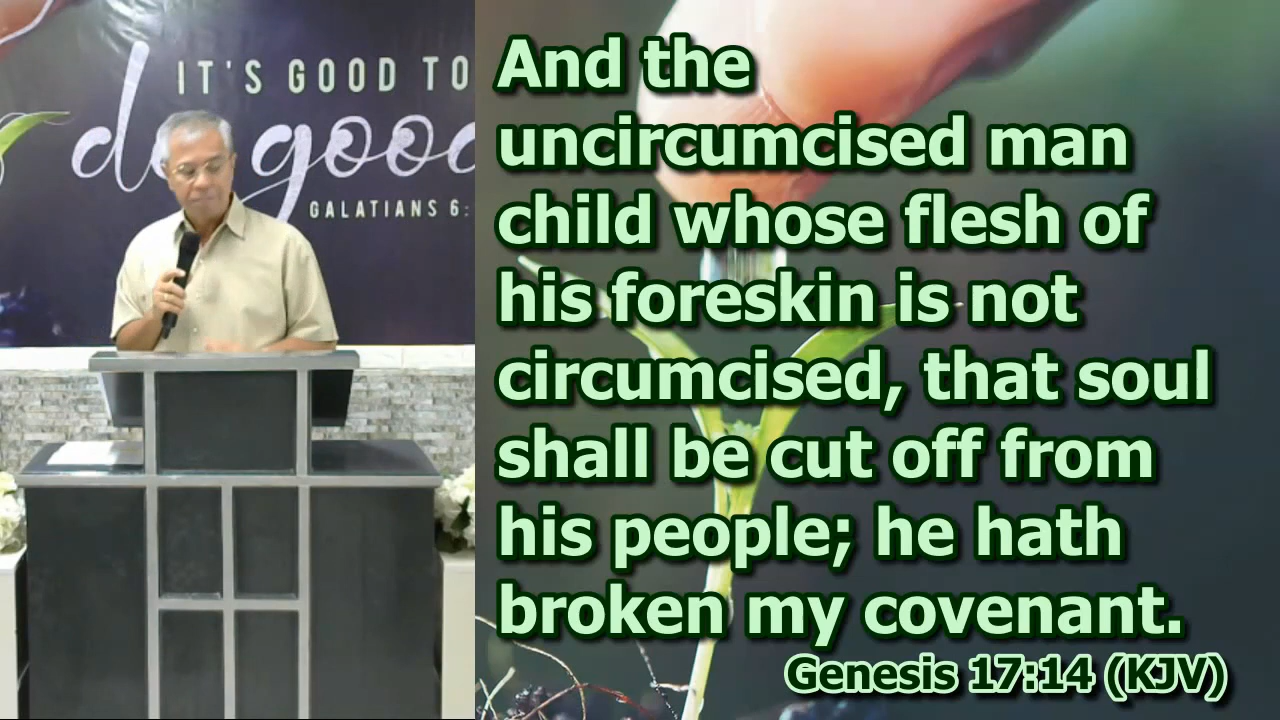 IT'S GOOD TO
do good
GALATIANS 6:
And the
uncircumcised man
child whose flesh of
his foreskin is not
circumcised, that soul
shall be cut off from
his people; he hath
broken my covenant.
Genesis 17:14 (KJV)